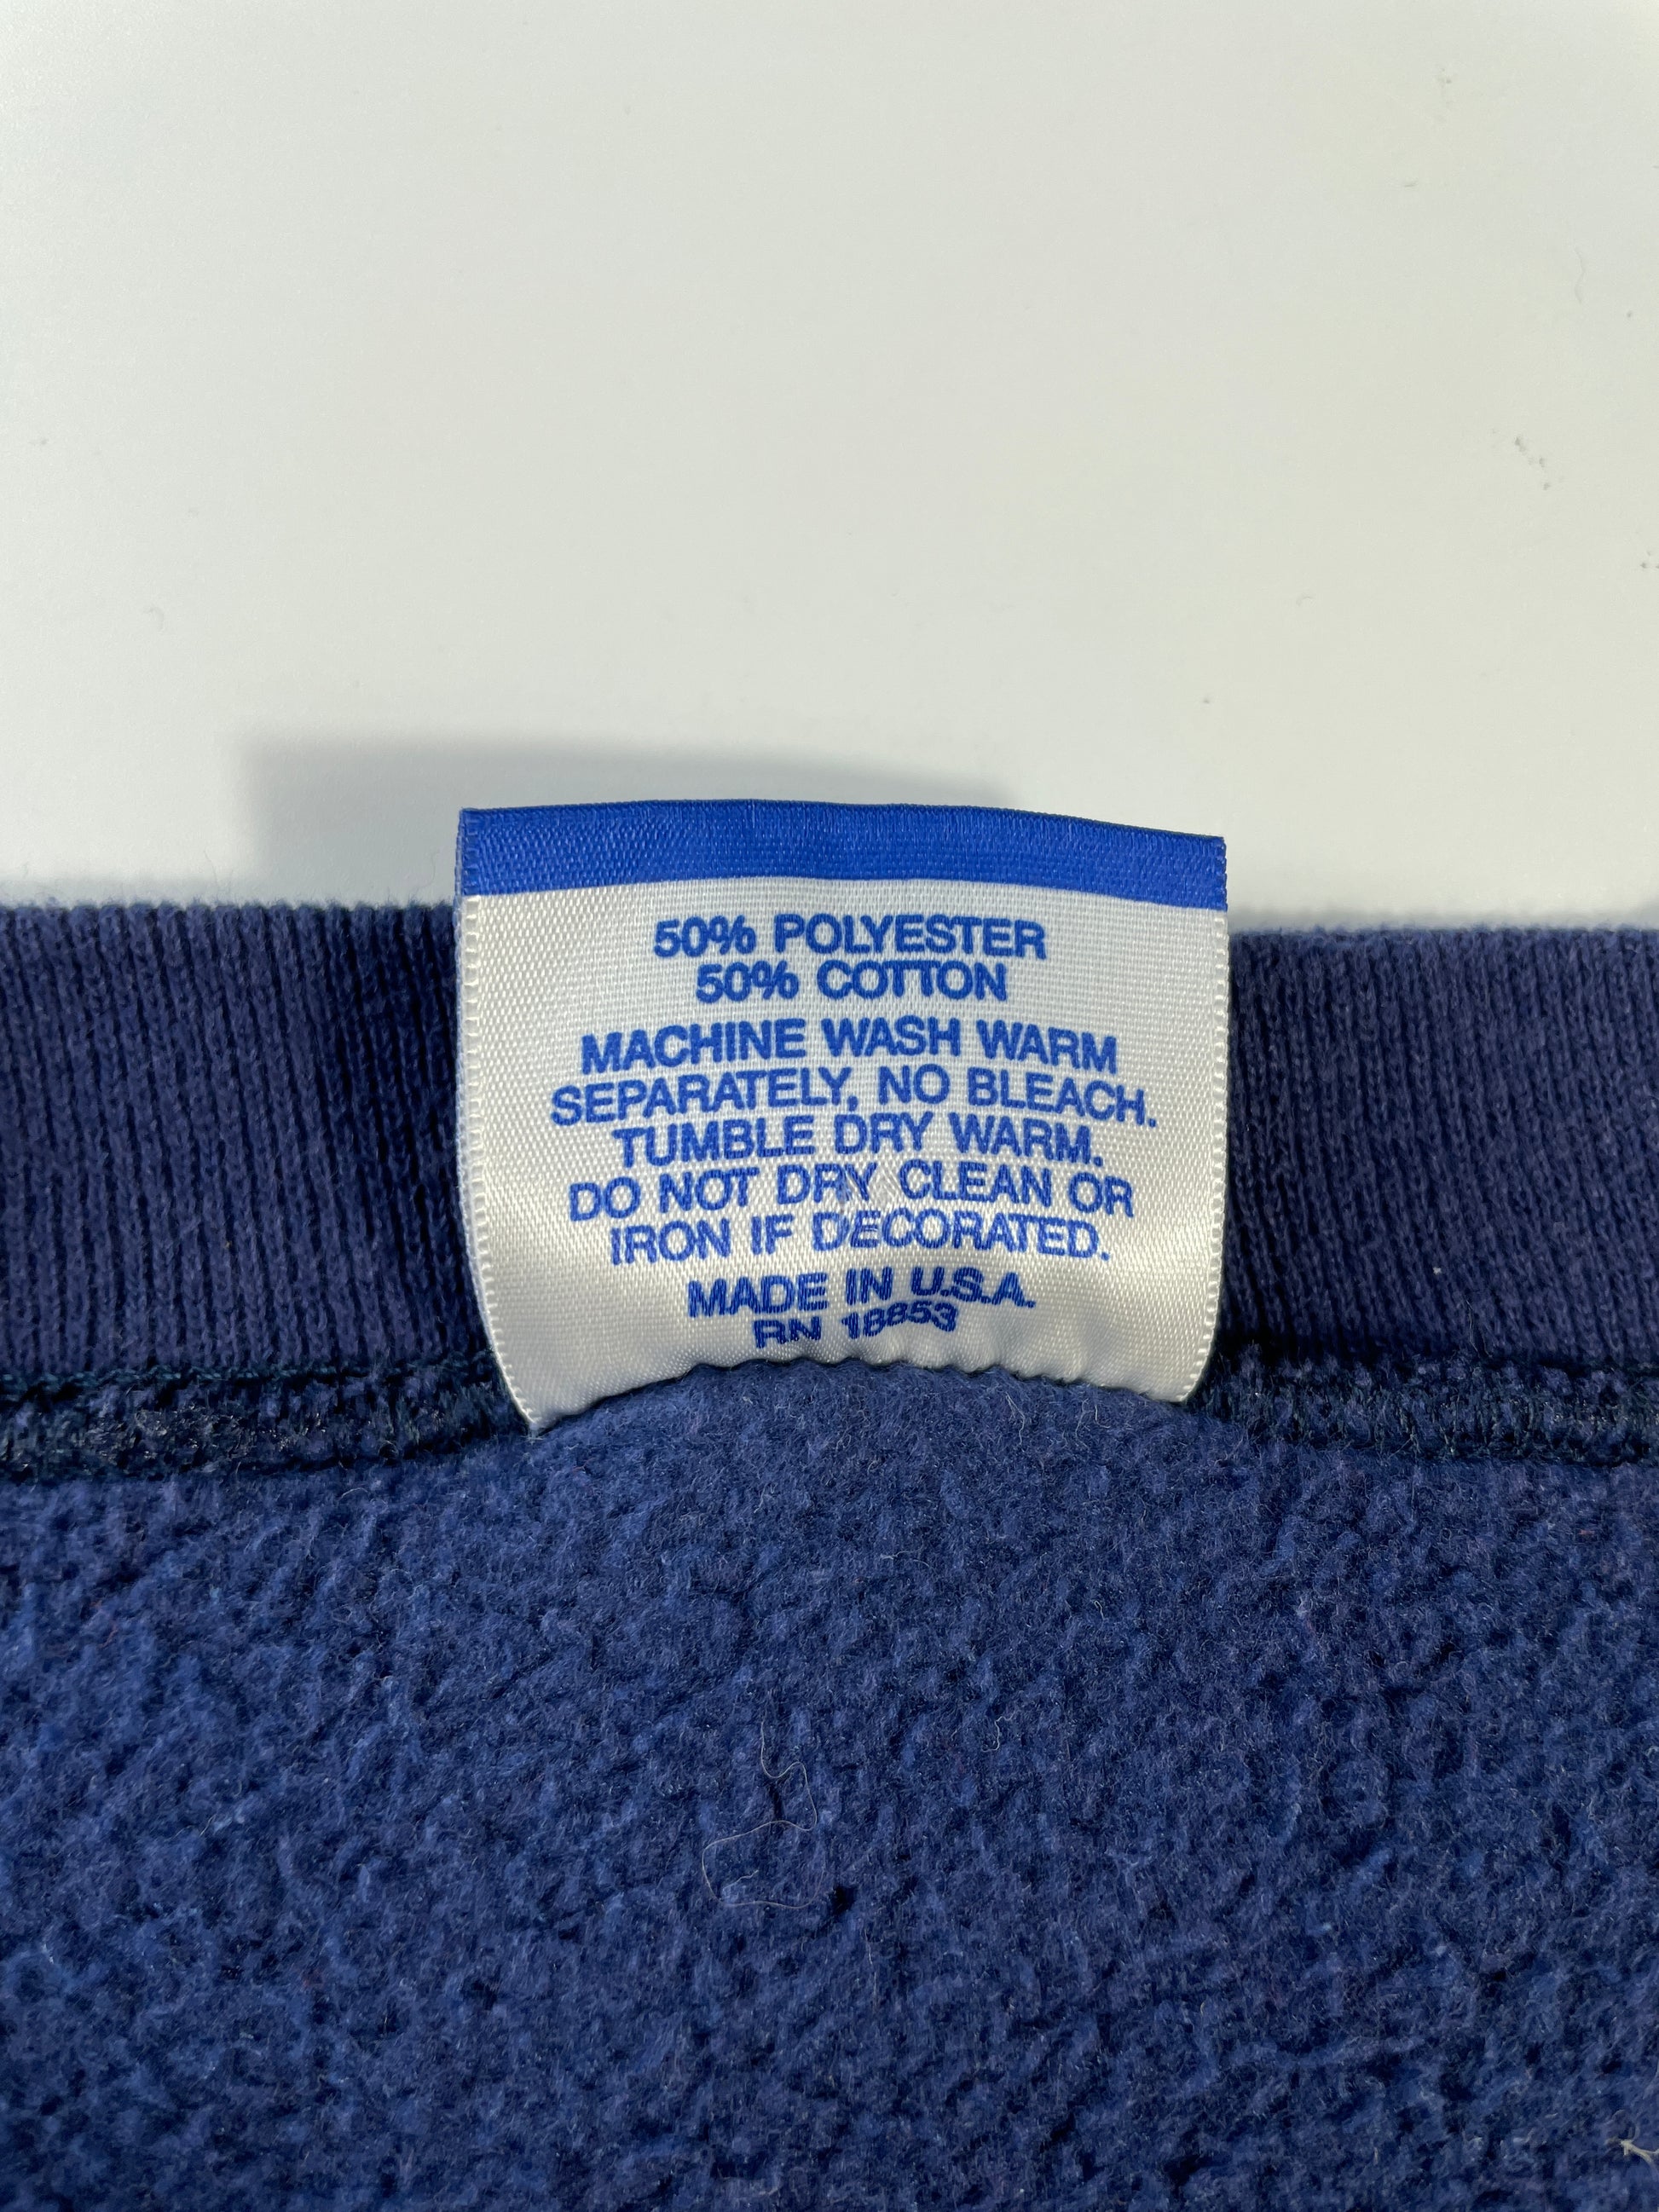 50% POLYESTER
50% COTTON
MACHINE WASH WARM
SEPARATELY, NO BLEACH.
TUMBLE DRY WARM.
DO NOT DRY CLEAN OR
IRON IF DECORATED.
MADE IN U.S.A.
RN 18853